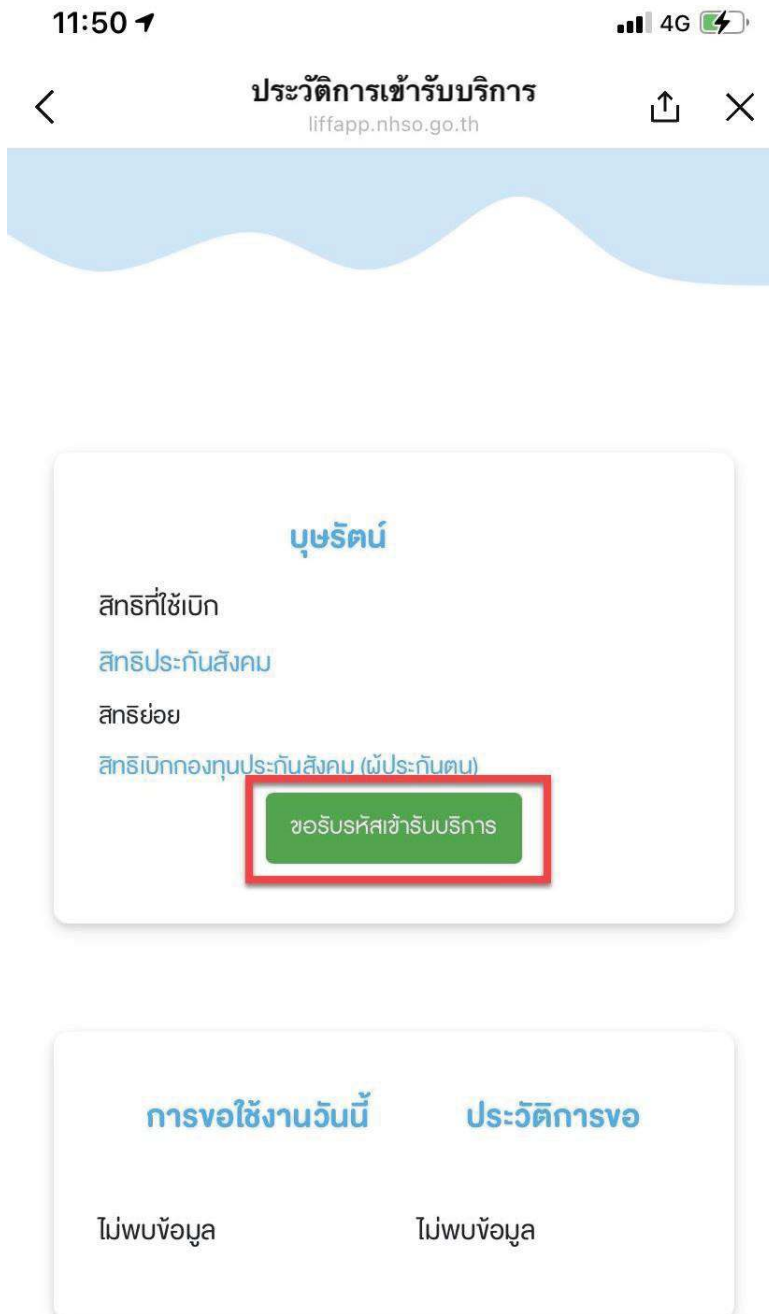 11:50
4G
ประวัติการเข้ารับบริการ
liffapp.nhso.go.th
บุษรัตน์
สิทธิที่ใช้เบิก
สิทธิประกันสังคม
สิทธิย่อย
สิทธิเบิกกองทุนประกันสังคม (ผู้ประกันตน)
ขอรับรหัสเข้ารับบริการ
การขอใช้งานวันนี้ ประวัติการขอ
ไม่พบข้อมูล ไม่พบข้อมูล